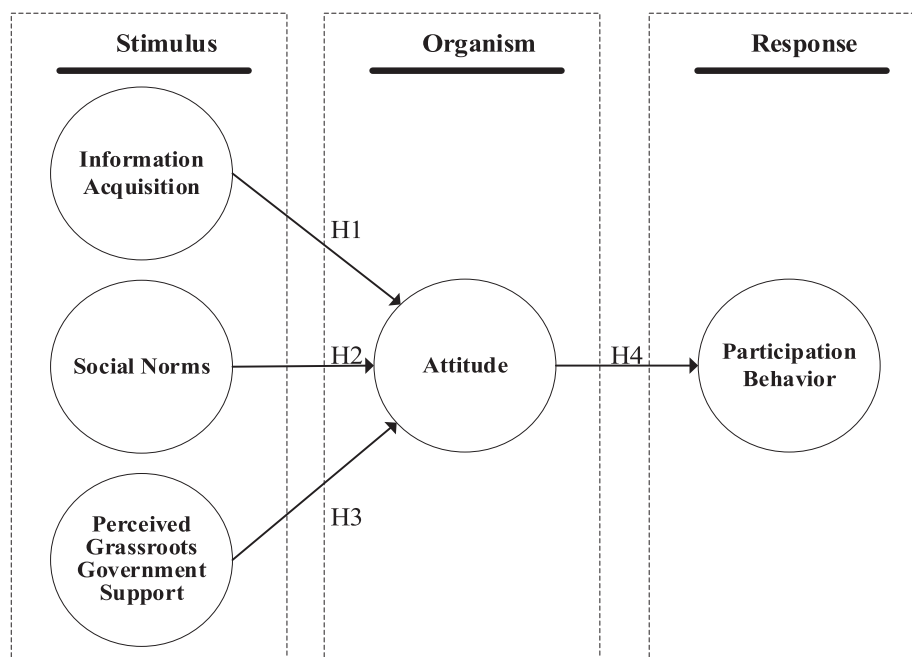 Stimulus
Organism
Response
Information
Acquisition
H1
Social Norms
H2
Attitude
H4
Participation
Behavior
H3
Perceived
Grassroots
Government
Support